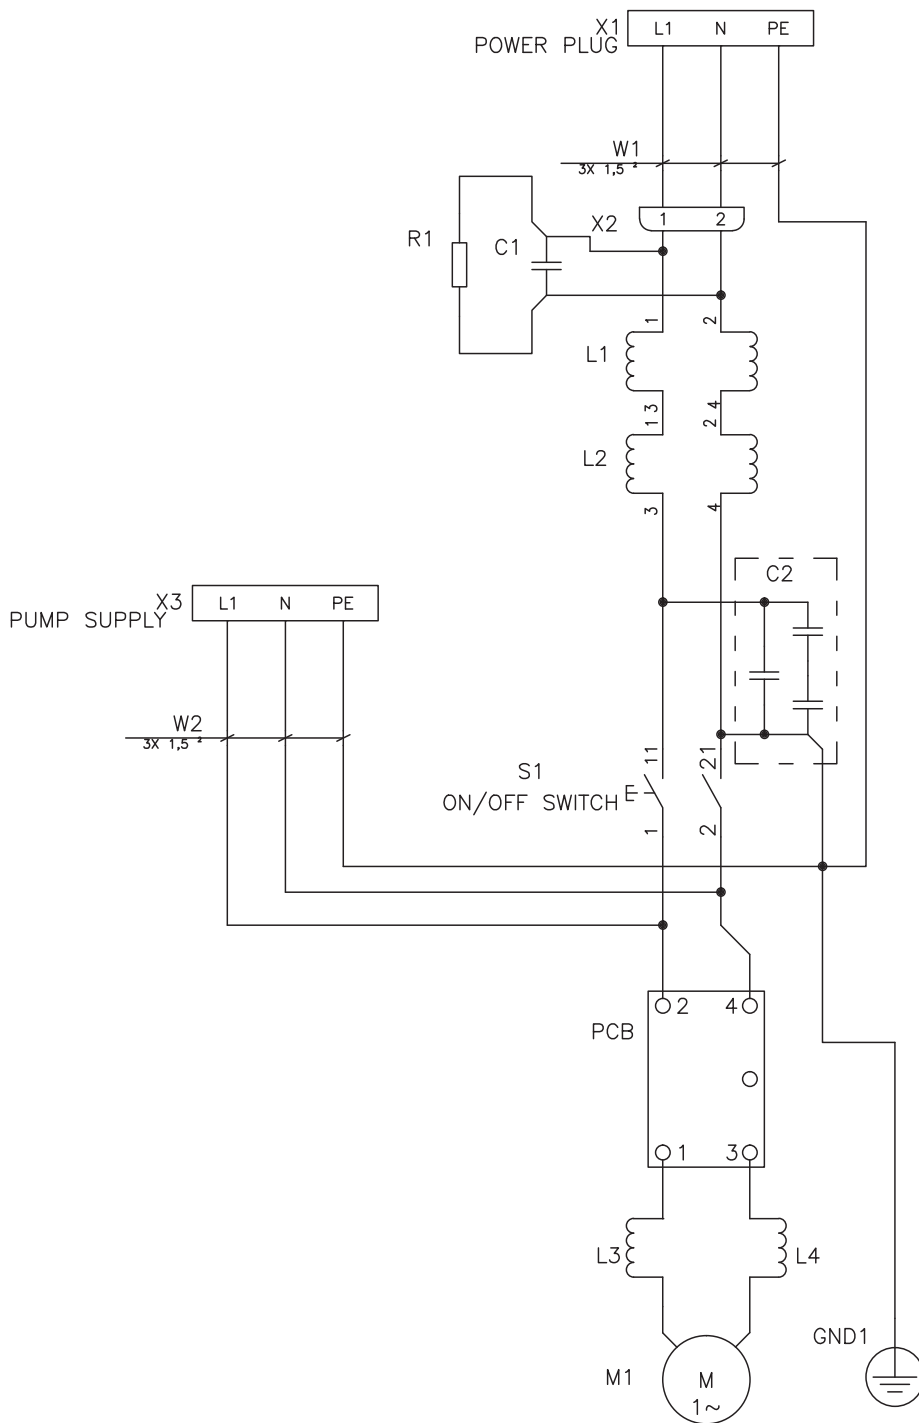 X1 L1 N PE
POWER PLUG
W1
3X 1,5 ²
X2 1 2
R1
C1
1 2
L1
3 4
1 2
L2
3 4
C2
X3 L1 N PE
PUMP SUPPLY
W2
3X 1,5 ²
11 21
S1
ON/OFF SWITCH
1 2
2 4
PCB
1 3
L3 L4
GND1
M1 M
1~